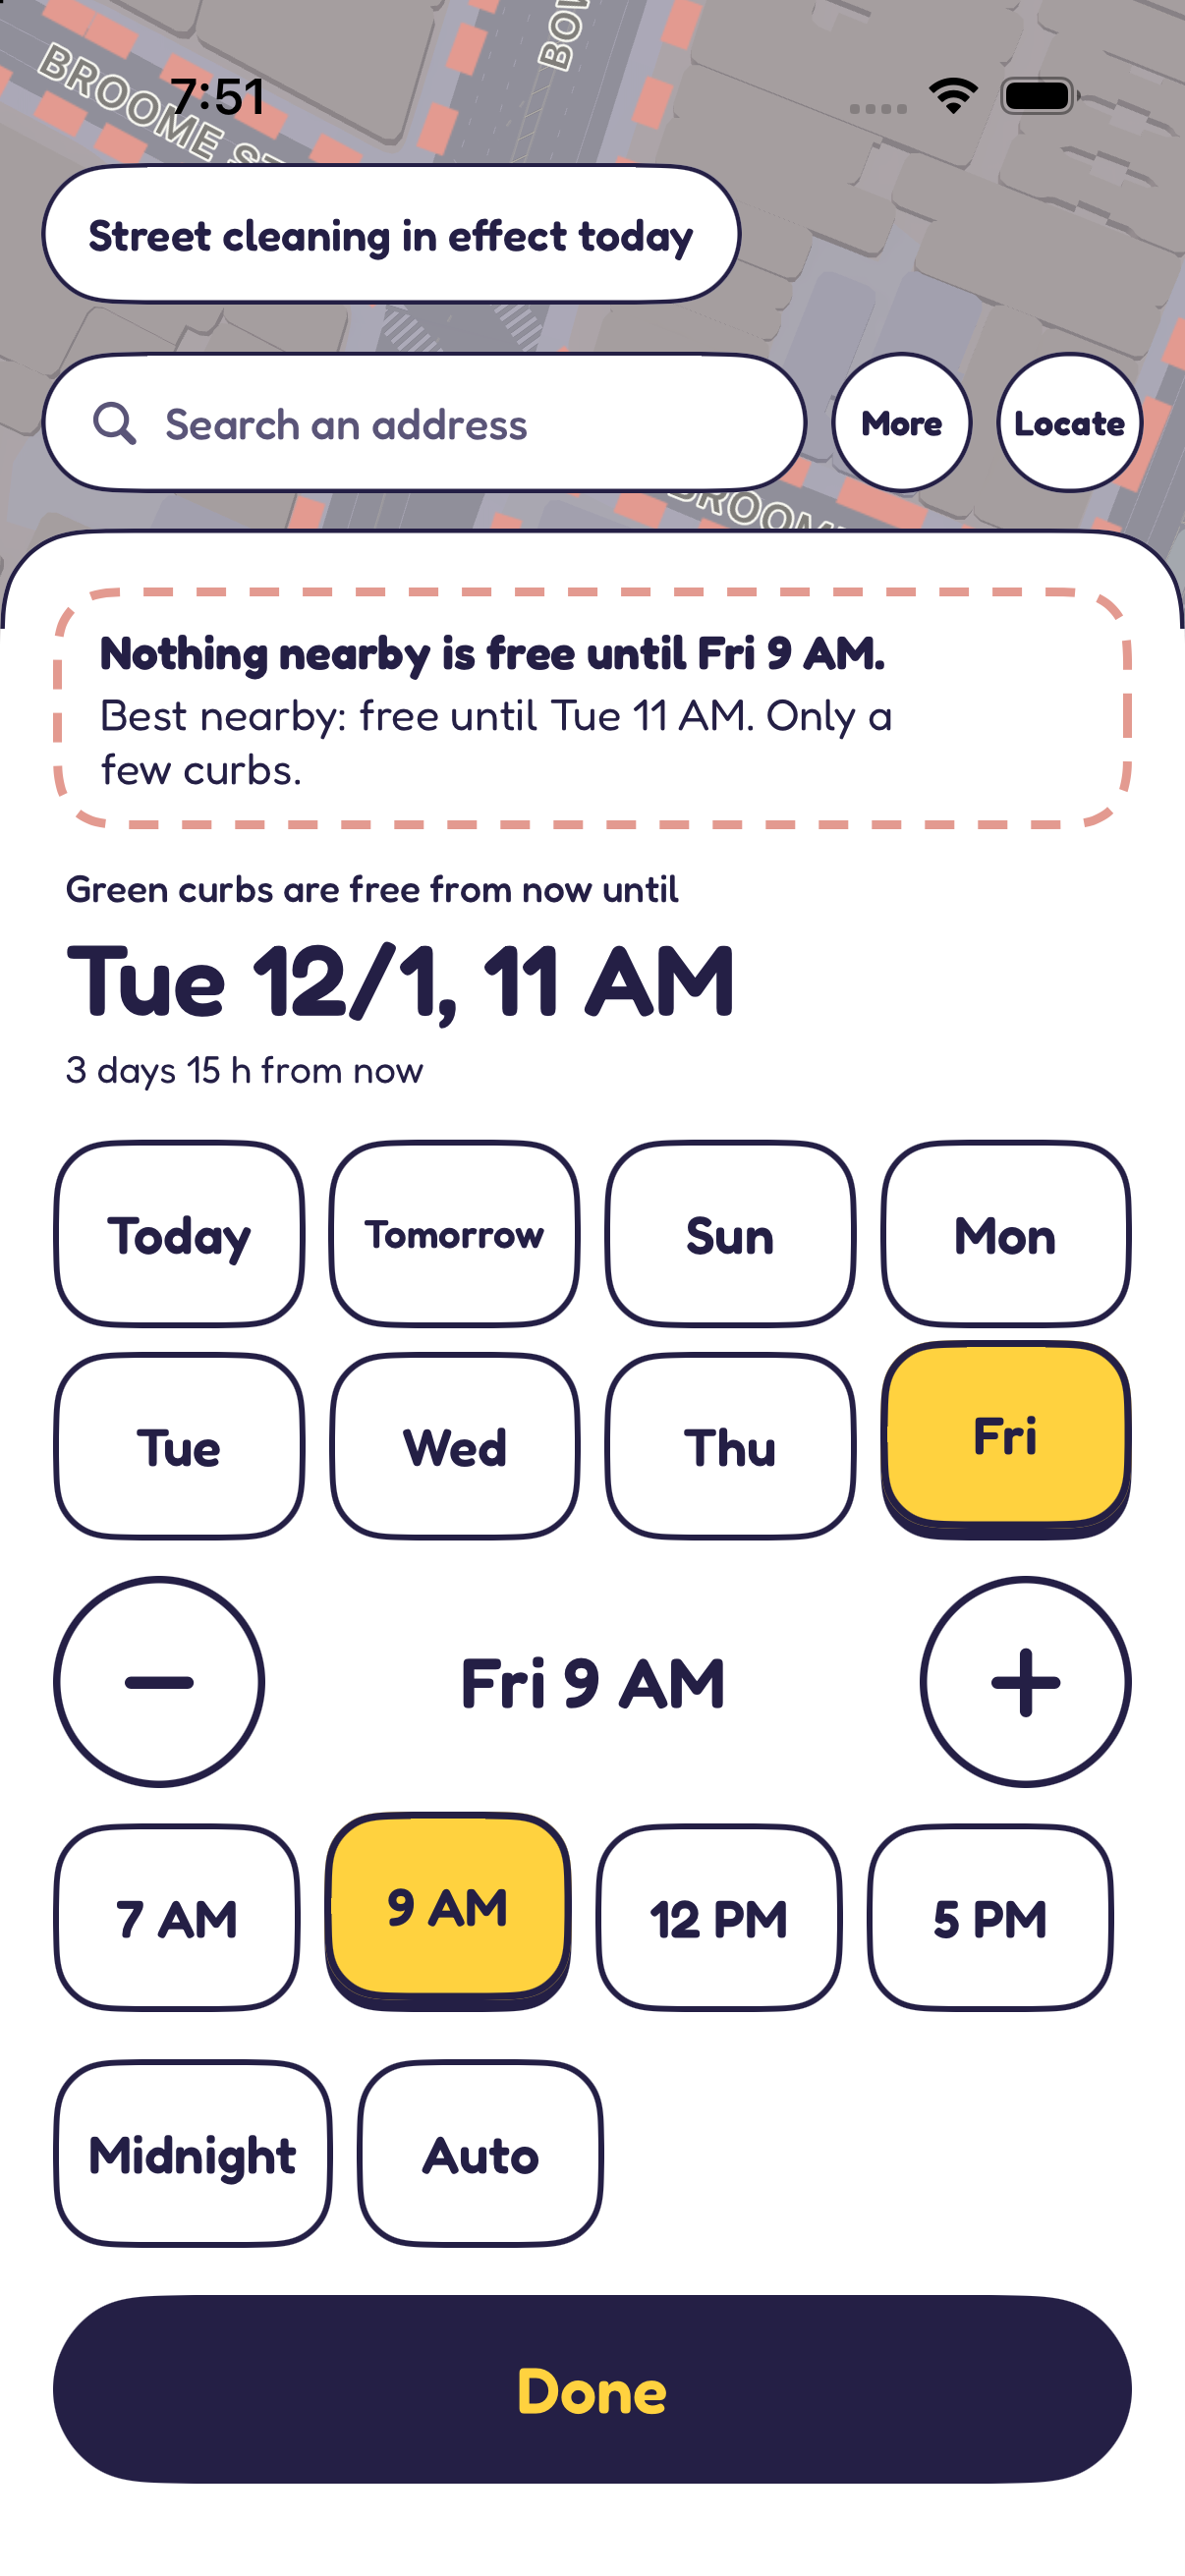 BROOME ST
BOW
7:51
Street cleaning in effect today
Search an address
More
Locate
BROOM
Nothing nearby is free until Fri 9 AM.
Best nearby: free until Tue 11 AM. Only a
few curbs.
Green curbs are free from now until
Tue 12/1, 11 AM
3 days 15 h from now
Today
Tomorrow
Sun
Mon
Tue
Wed
Thu
Fri
Fri 9 AM
7 AM
9 AM
12 PM
5 PM
Midnight
Auto
Done